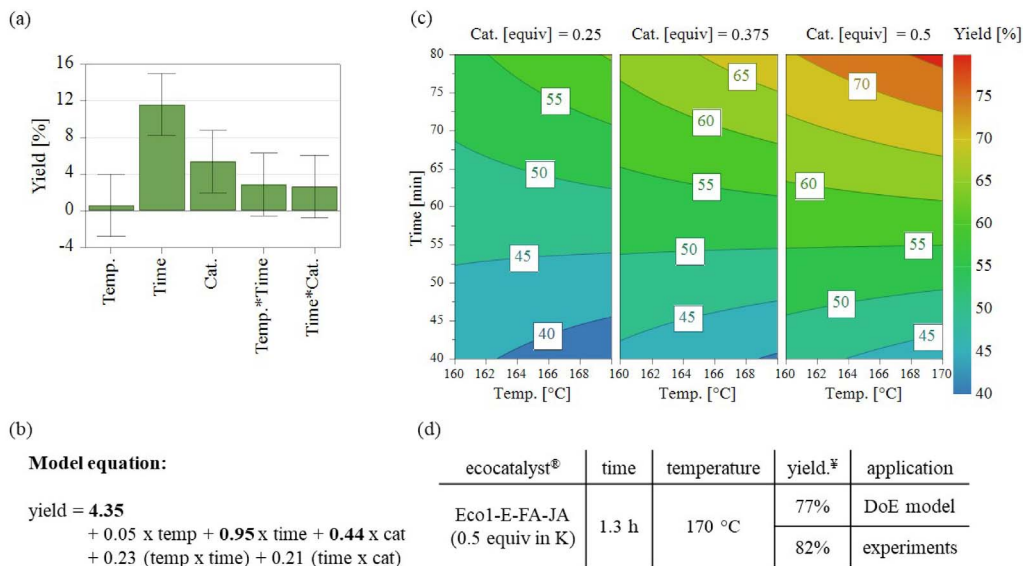 (a)
Yield [%]
16
12
8
4
0
-4
Temp.
Time
Cat.
Temp.*Time
Time*Cat.
(b)
Model equation:
yield = 4.35
+ 0.05 x temp + 0.95 x time + 0.44 x cat
+ 0.23 (temp x time) + 0.21 (time x cat)
(c)
Cat. [equiv] = 0.25
Cat. [equiv] = 0.375
Cat. [equiv] = 0.5
Yield [%]
Time [min]
80
75
70
65
60
55
50
45
40
55
50
45
40
65
60
55
50
45
70
60
55
50
45
75
70
65
60
55
50
45
40
160 162 164 166 168 160 162 164 166 168 160 162 164 166 168 170
Temp. [°C] Temp. [°C] Temp. [°C]
(d)
ecocatalyst® time temperature yield.¥ application
Eco1-E-FA-JA
(0.5 equiv in K)
1.3 h
170 °C
77% DoE model
82% experiments